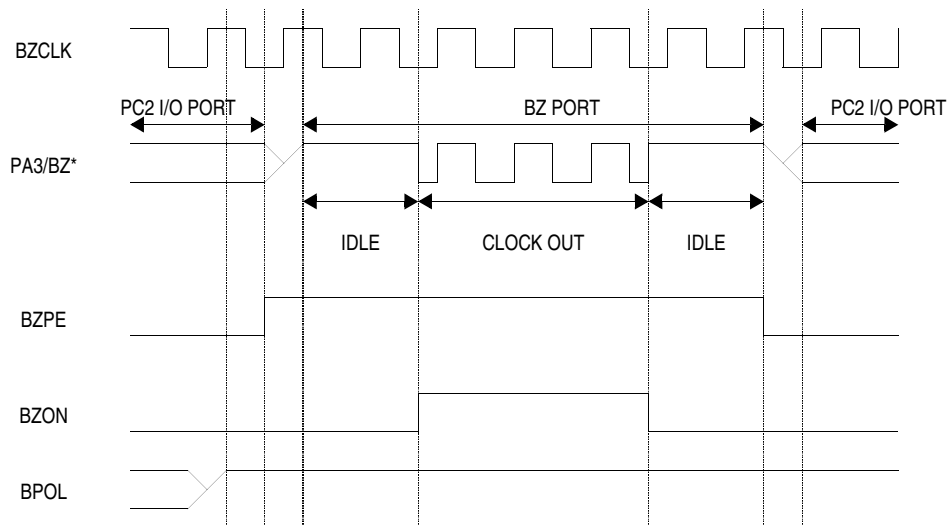 BZCLK
PC2 I/O PORT BZ PORT PC2 I/O PORT
PA3/BZ*
IDLE CLOCK OUT IDLE
BZPE
BZON
BPOL